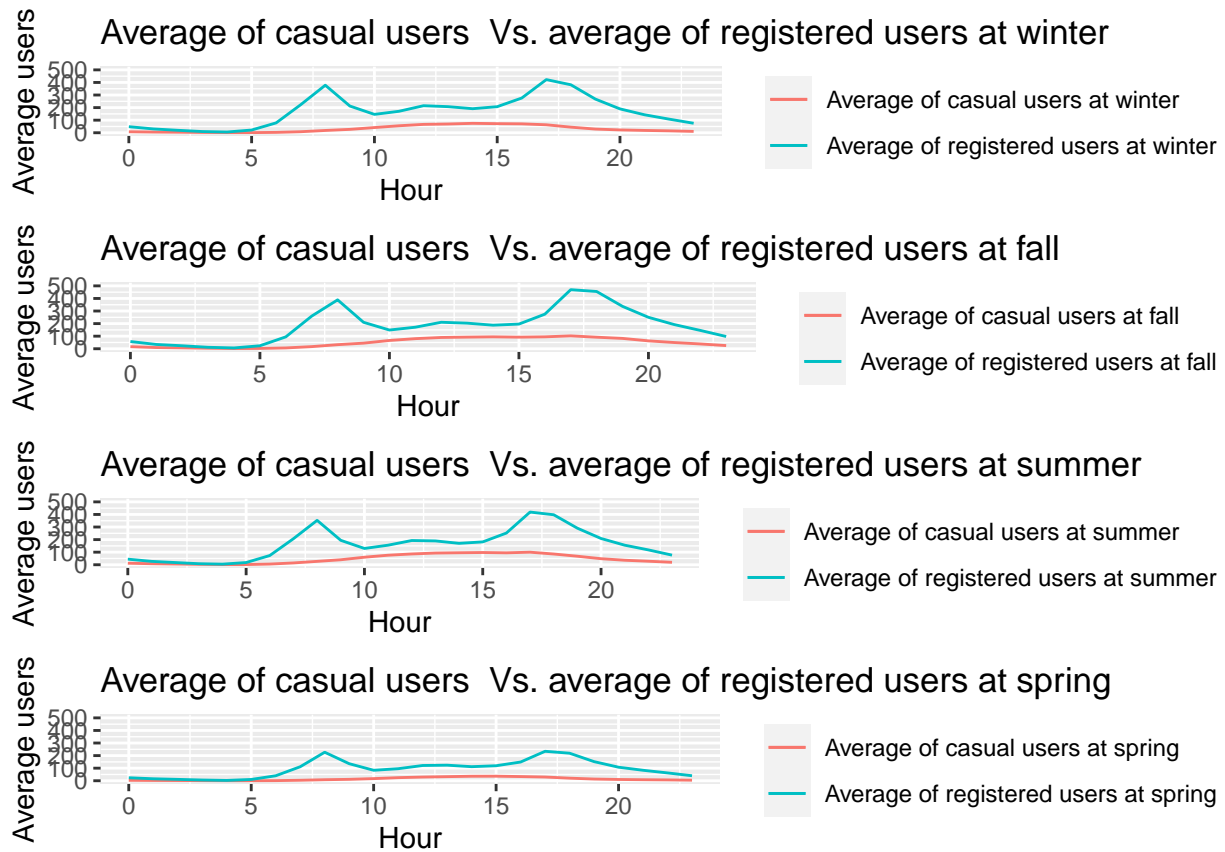 Average of casual users  Vs. average of registered users at winter
Average users
500
400
300
200
100
0
0 5 10 15 20
Hour
Average of casual users at winter
Average of registered users at winter
Average of casual users  Vs. average of registered users at fall
Average users
500
400
300
200
100
0
0 5 10 15 20
Hour
Average of casual users at fall
Average of registered users at fall
Average of casual users  Vs. average of registered users at summer
Average users
500
400
300
200
100
0
0 5 10 15 20
Hour
Average of casual users at summer
Average of registered users at summer
Average of casual users  Vs. average of registered users at spring
Average users
500
400
300
200
100
0
0 5 10 15 20
Hour
Average of casual users at spring
Average of registered users at spring